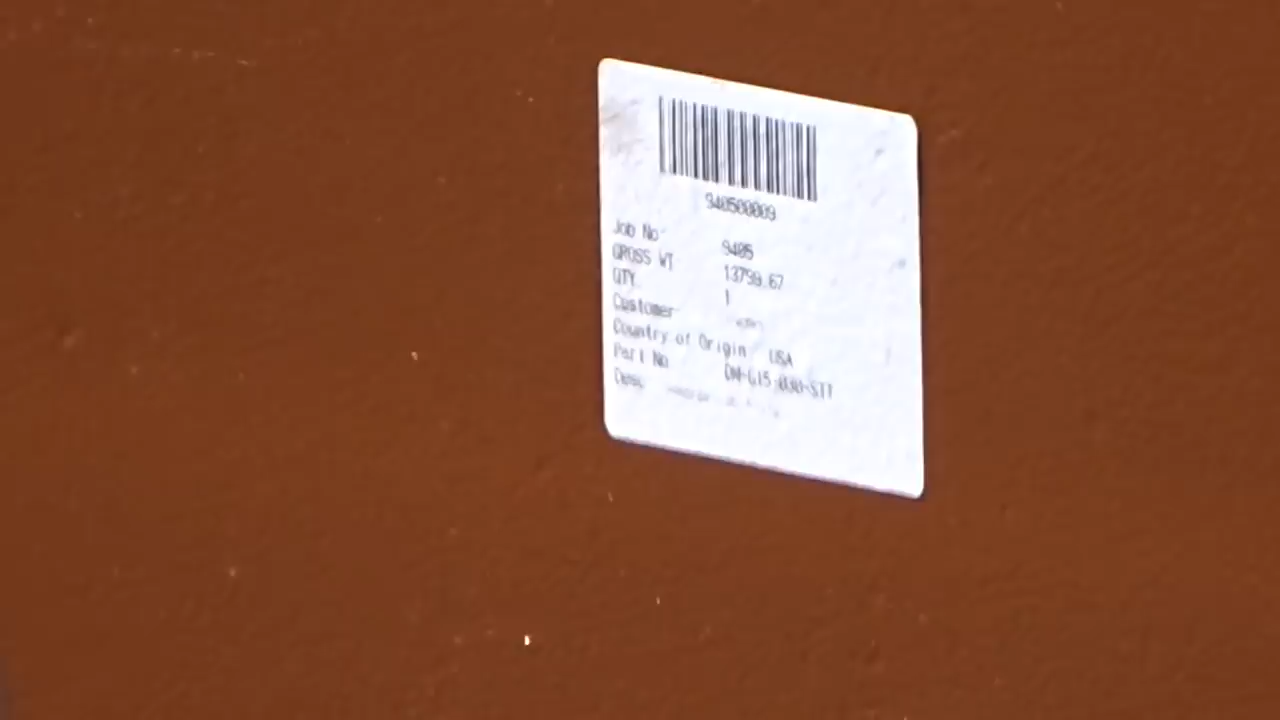 940500009
Job No 9405
GROSS WT 13799.67
QTY 1
Customer
Country of Origin USA
Part No
Desc